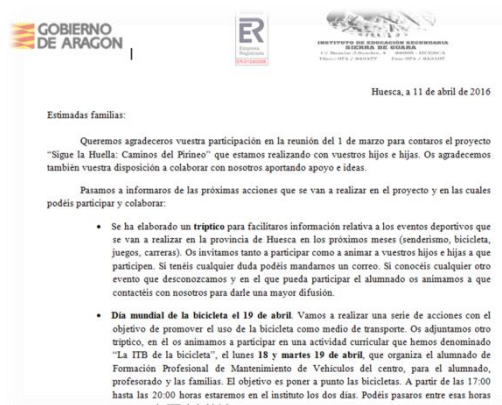 GOBIERNO
DE ARAGON
ER
Empresa
Registrada
INSTITUTO DE EDUCACIÓN SECUNDARIA
SIERRA DE GUARA
Huesca, a 11 de abril de 2016
Estimadas familias:
Queremos agradeceros vuestra participación en la reunión del 1 de marzo para contaros el proyecto
“Sigue la Huella: Caminos del Pirineo” que estamos realizando con vuestros hijos e hijas. Os agradecemos
también vuestra disposición a colaborar con nosotros aportando apoyo e ideas.
Pasamos a informaros de las próximas acciones que se van a realizar en el proyecto y en las cuales
podéis participar y colaborar:
• Se ha elaborado un tríptico para facilitaros información relativa a los eventos deportivos que
se van a realizar en la provincia de Huesca en los próximos meses (senderismo, bicicleta,
juegos, carreras). Os invitamos tanto a participar como a animar a vuestros hijos e hijas a que
participen. Si tenéis cualquier duda podéis mandarnos un correo. Si conocéis cualquier otro
evento que desconozcamos y en el que pueda participar el alumnado os animamos a que
contactéis con nosotros para darle una mayor difusión.
• Día mundial de la bicicleta el 19 de abril. Vamos a realizar una serie de acciones con el
objetivo de promover el uso de la bicicleta como medio de transporte. Os adjuntamos otro
tríptico, en él os animamos a participar en una actividad curricular que hemos denominado
“La ITB de la bicicleta”, el lunes 18 y martes 19 de abril, que organiza el alumnado de
Formación Profesional de Mantenimiento de Vehículos del centro, para el alumnado,
profesorado y las familias. El objetivo es poner a punto las bicicletas. A partir de las 17:00
hasta las 20:00 horas estaremos en el instituto los dos días. Podéis pasaros entre esas horas